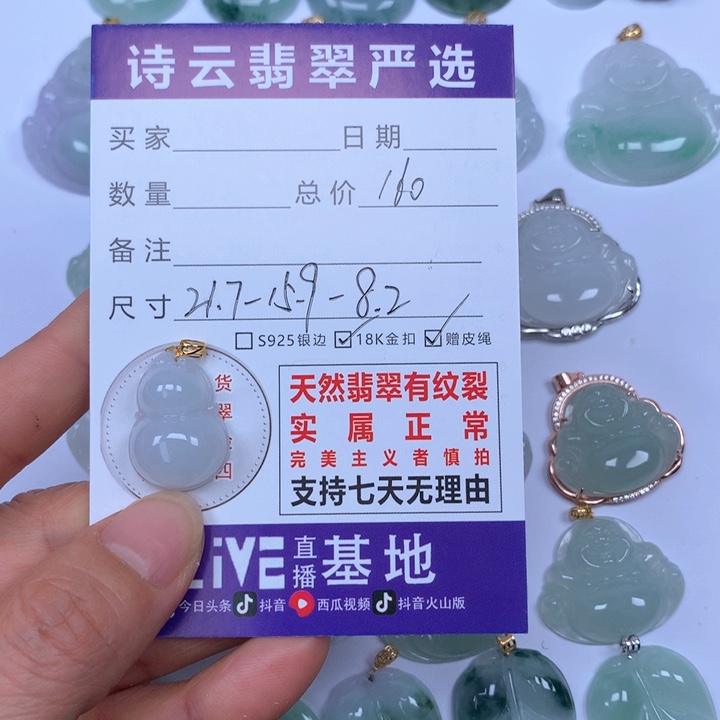 诗云翡翠严选
买家 日期
数量 总价 160
备注
尺寸 21.7-15.9-8.2
S925银边 18K金扣 赠皮绳
货
翠
四
天然翡翠有纹裂
实属正常
完美主义者慎拍
支持七天无理由
LIVE直播基地
今日头条 抖音 西瓜视频 抖音火山版